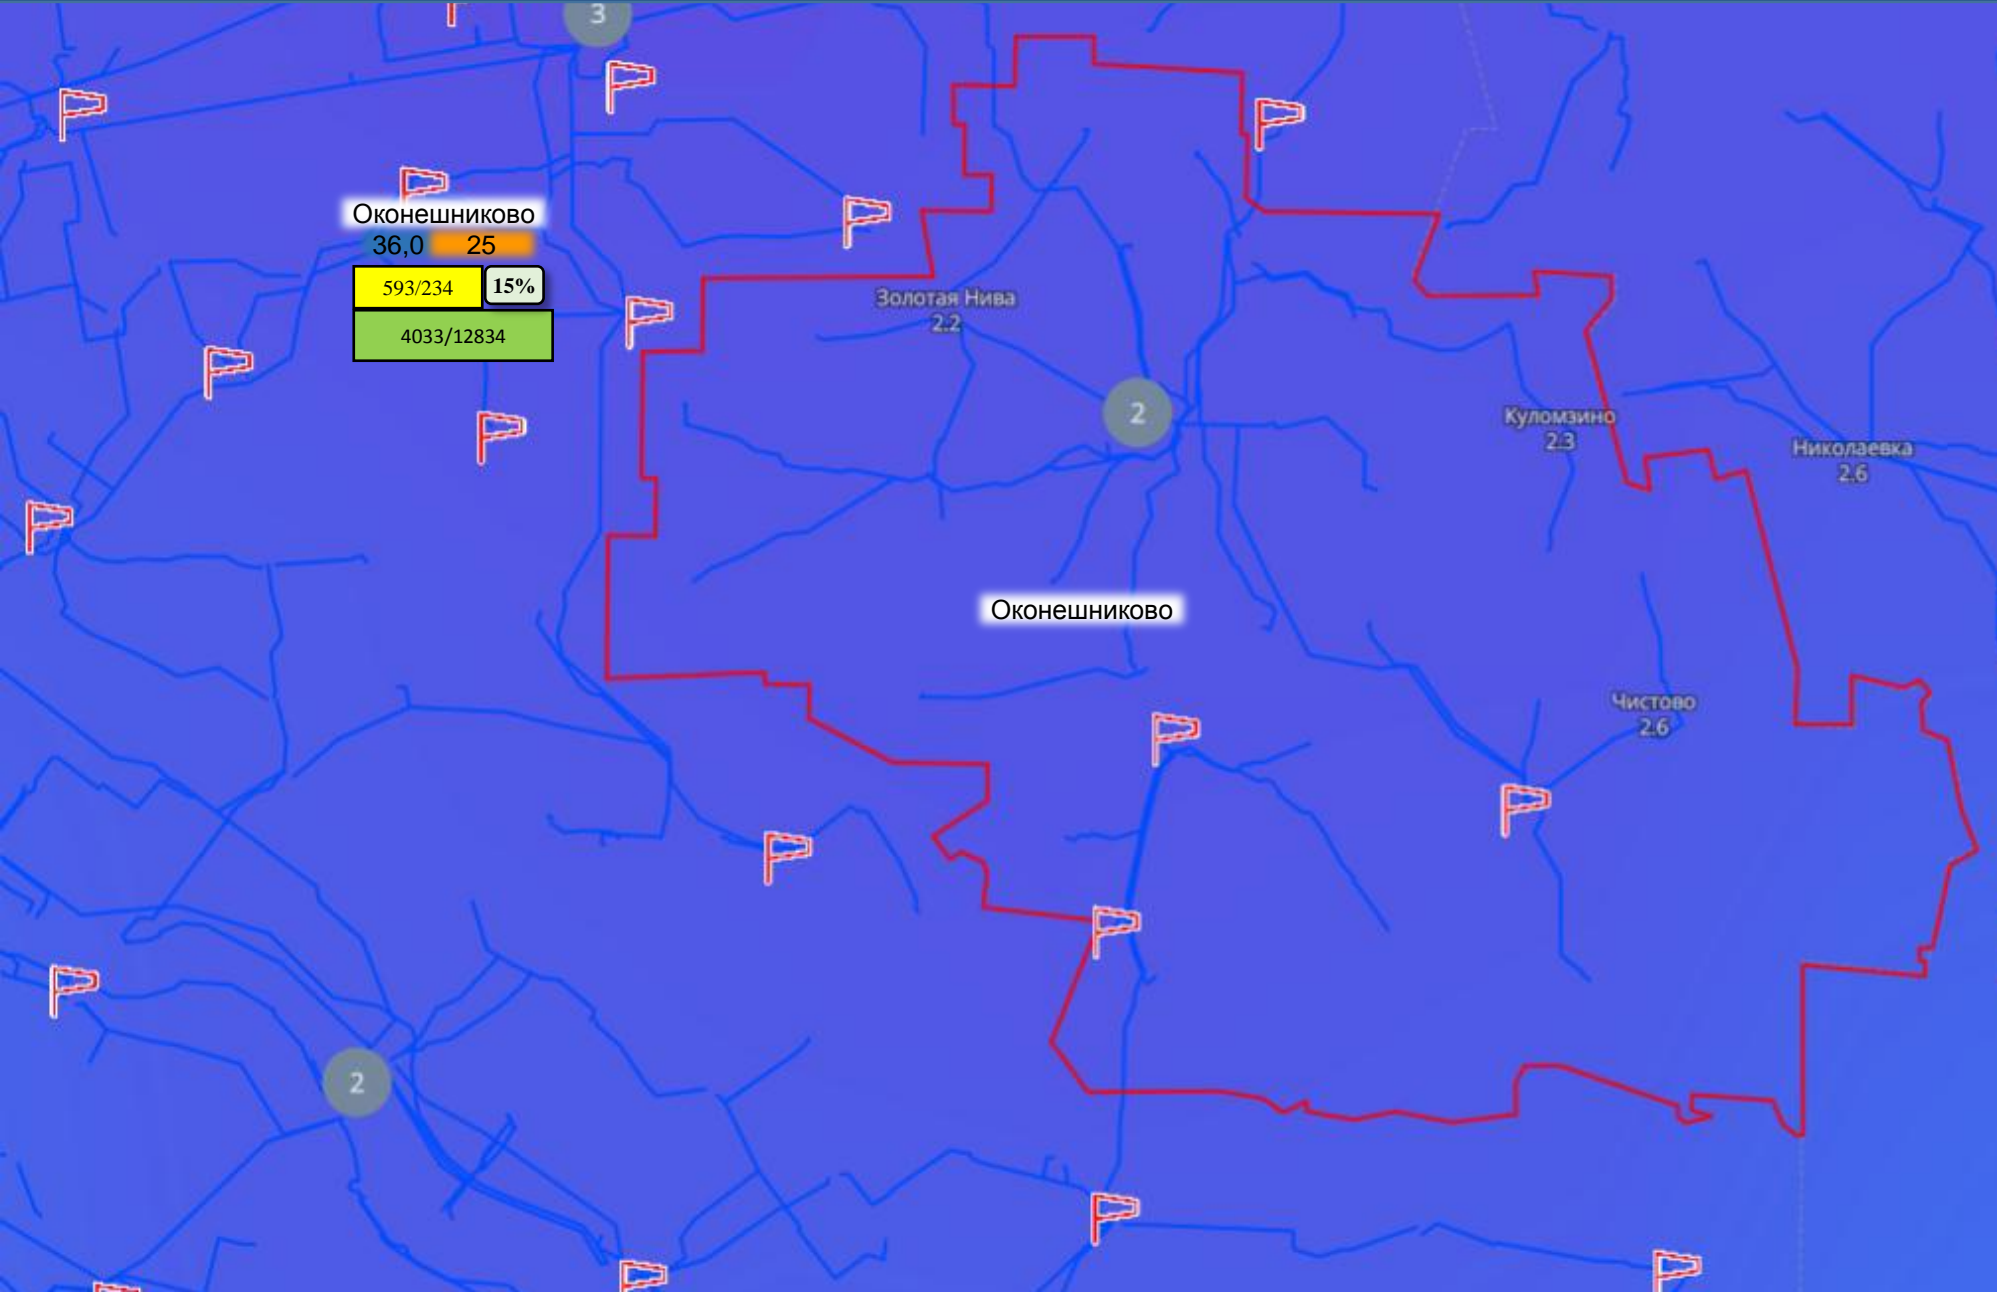 3
Оконешниково
36,0 25
593/234 15%
4033/12834
Золотая Нива
2.2
2
Куломзино
2.3
Николаевка
2.6
Оконешниково
Чистово
2.6
2